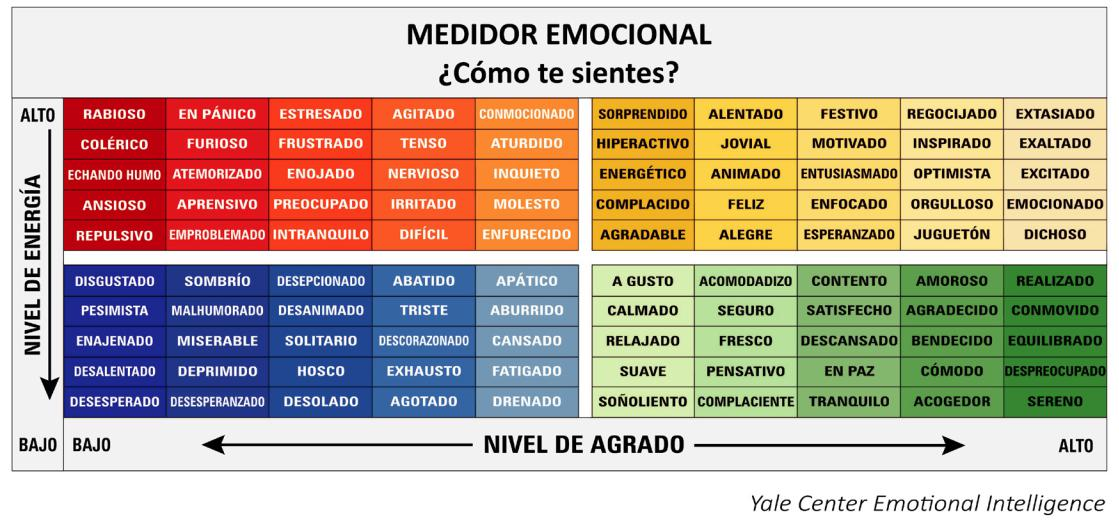 MEDIDOR EMOCIONAL
¿Cómo te sientes?
ALTO RABIOSO EN PÁNICO ESTRESADO AGITADO CONMOCIONADO SORPRENDIDO ALENTADO FESTIVO REGOCIJADO EXTASIADO
COLÉRICO FURIOSO FRUSTRADO TENSO ATURDIDO HIPERACTIVO JOVIAL MOTIVADO INSPIRADO EXALTADO
ECHANDO HUMO ATEMORIZADO ENOJADO NERVIOSO INQUIETO ENERGÉTICO ANIMADO ENTUSIASMADO OPTIMISTA EXCITADO
ANSIOSO APRENSIVO PREOCUPADO IRRITADO MOLESTO COMPLACIDO FELIZ ENFOCADO ORGULLOSO EMOCIONADO
REPULSIVO EMPROBLEMADO INTRANQUILO DIFÍCIL ENFURECIDO AGRADABLE ALEGRE ESPERANZADO JUGUETÓN DICHOSO
NIVEL DE ENERGÍA
DISGUSTADO SOMBRÍO DESEPCIONADO ABATIDO APÁTICO A GUSTO ACOMODADIZO CONTENTO AMOROSO REALIZADO
PESIMISTA MALHUMORADO DESANIMADO TRISTE ABURRIDO CALMADO SEGURO SATISFECHO AGRADECIDO CONMOVIDO
ENAJENADO MISERABLE SOLITARIO DESCORAZONADO CANSADO RELAJADO FRESCO DESCANSADO BENDECIDO EQUILIBRADO
DESALENTADO DEPRIMIDO HOSCO EXHAUSTO FATIGADO SUAVE PENSATIVO EN PAZ CÓMODO DESPREOCUPADO
DESESPERADO DESESPERANZADO DESOLADO AGOTADO DRENADO SOÑOLIENTO COMPLACIENTE TRANQUILO ACOGEDOR SERENO
BAJO BAJO NIVEL DE AGRADO ALTO
Yale Center Emotional Intelligence